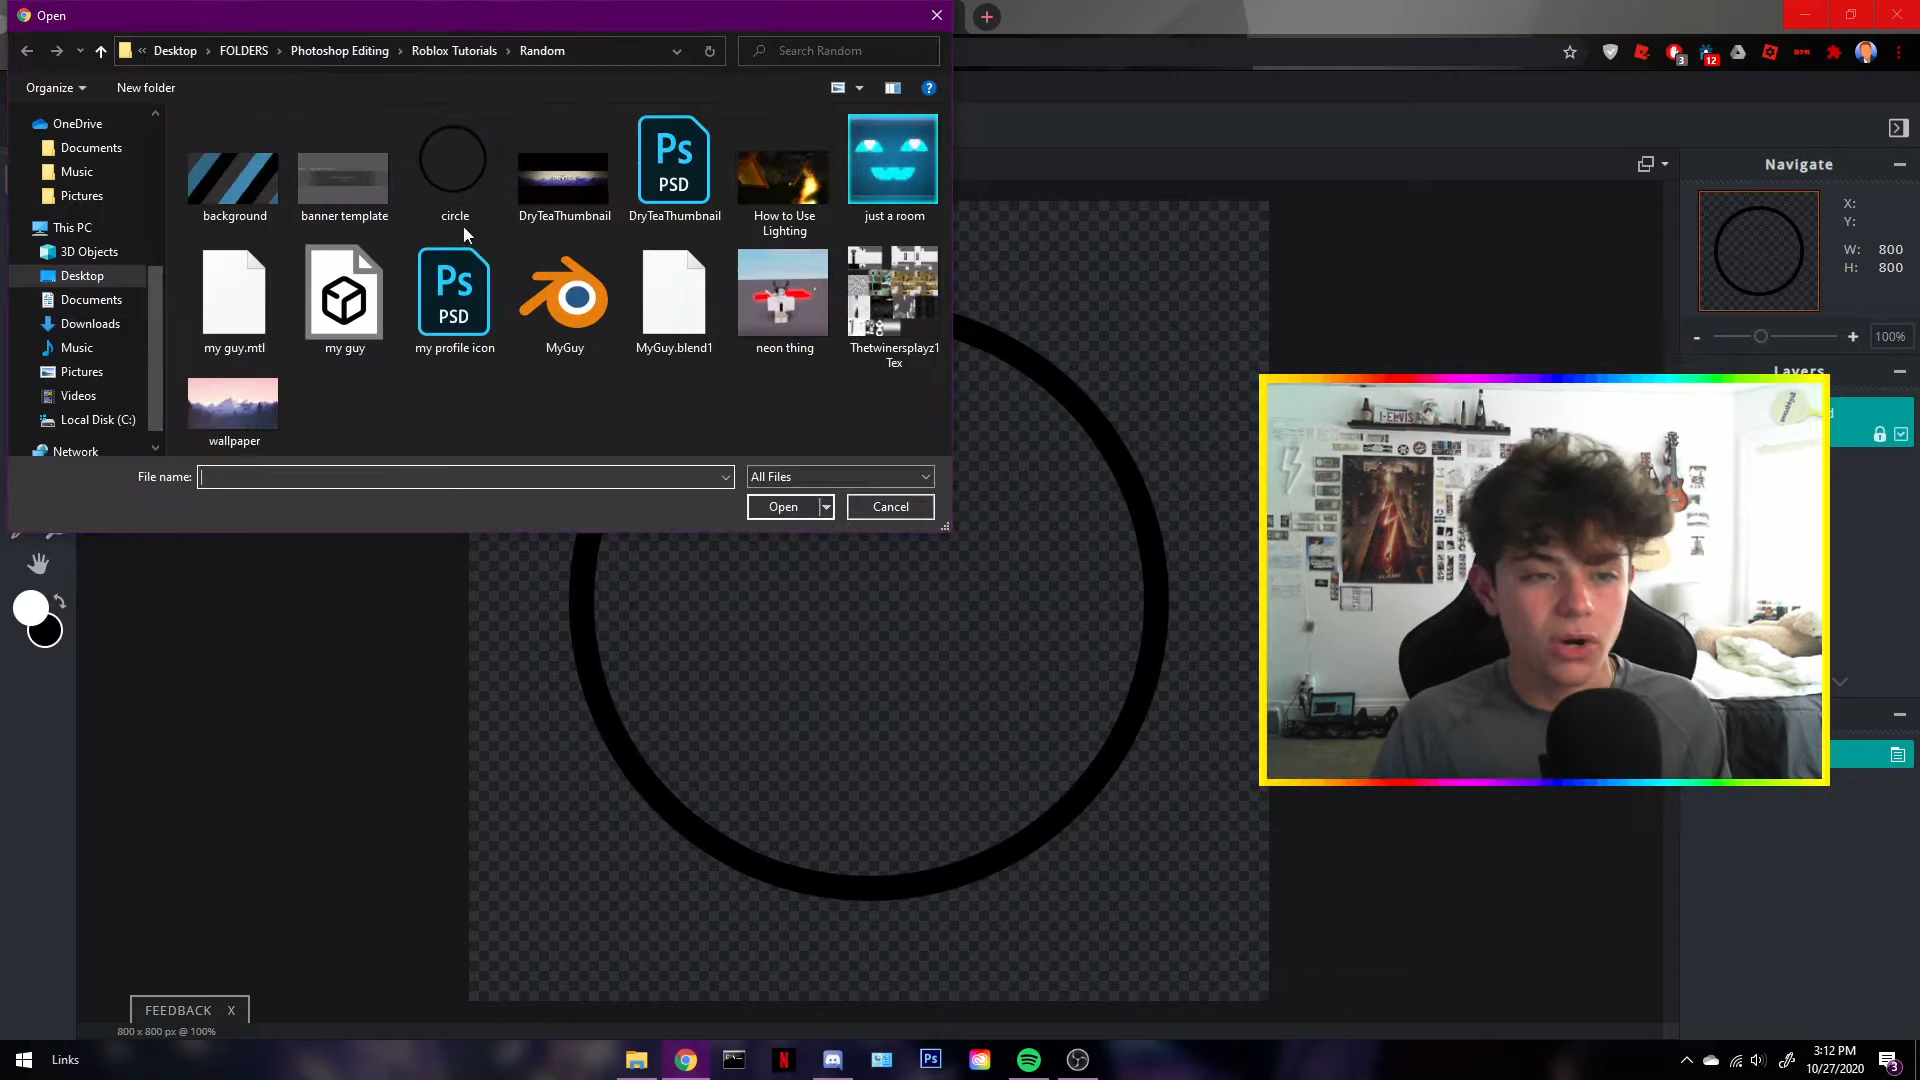 Open
Desktop > FOLDERS > Photoshop Editing > Roblox Tutorials > Random
Search Random
Organize
New folder
OneDrive
Documents
Music
Pictures
This PC
3D Objects
Desktop
Documents
Downloads
Music
Pictures
Videos
Local Disk (C:)
Network
background
banner template
circle
DryTeaThumbnail
Ps
PSD
DryTeaThumbnail
How to Use
Lighting
just a room
my guy.mtl
my guy
Ps
PSD
my profile icon
MyGuy
MyGuy.blend1
neon thing
Thetwinersplayz1
Tex
wallpaper
File name:
All Files
Open
Cancel
3
12
Navigate
X:
Y:
W: 800
H: 800
100%
Layers
FEEDBACK X
800 x 800 px @ 100%
Links
N
Ps
3:12 PM
10/27/2020
3